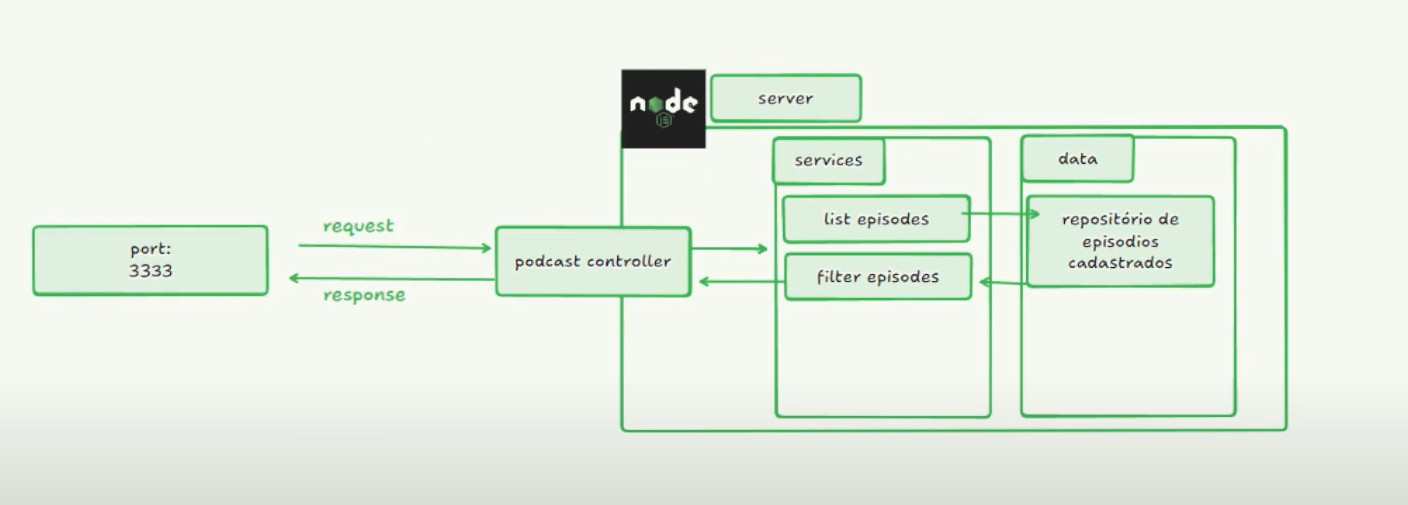 node
JS
server
services
data
list episodes
repositório de
episodios
cadastrados
filter episodes
request
port:
3333
podcast controller
response